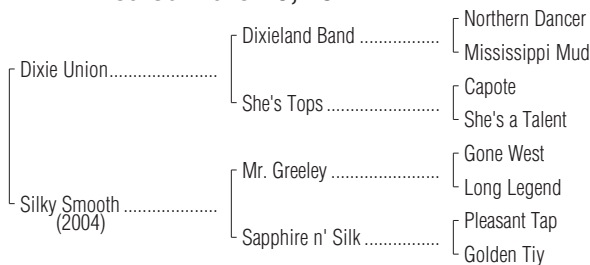 Dixieland Band
Northern Dancer
Mississippi Mud
Dixie Union
She's Tops
Capote
She's a Talent
Mr. Greeley
Gone West
Long Legend
Silky Smooth
(2004)
Sapphire n' Silk
Pleasant Tap
Golden Tiy